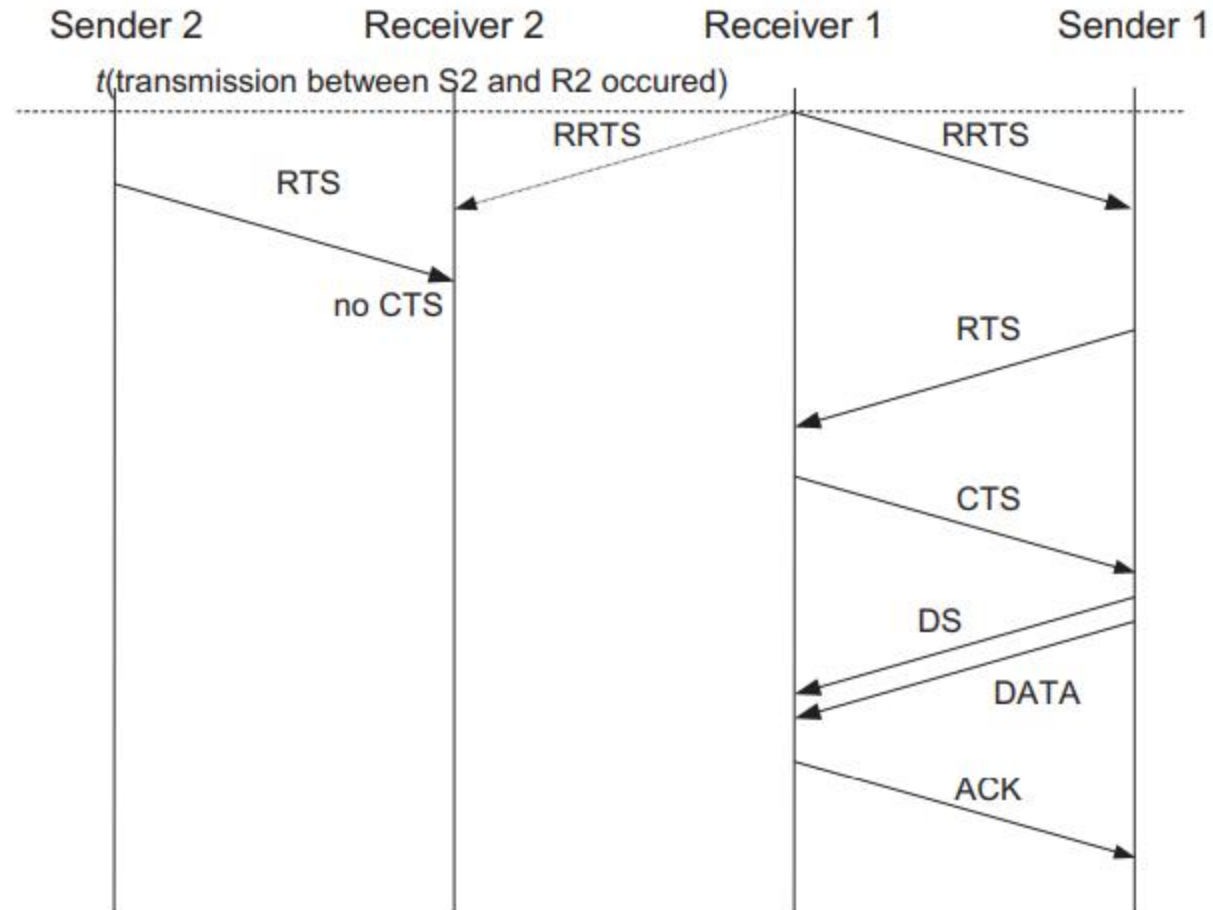 Sender 2 Receiver 2 Receiver 1 Sender 1
t(transmission between S2 and R2 occured)
RRTS RRTS
RTS
no CTS
RTS
CTS
DS
DATA
ACK